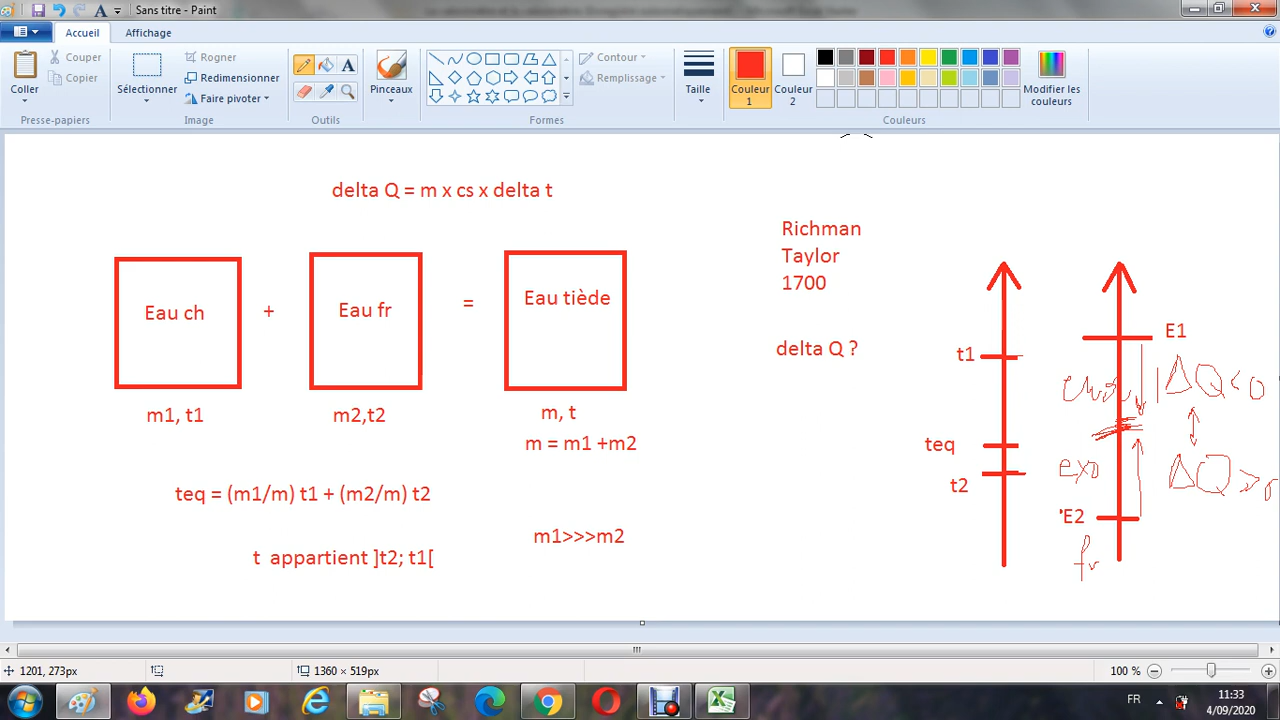 Sans titre - Paint
Accueil
Affichage
Coller
Couper
Copier
Presse-papiers
Sélectionner
Rogner
Redimensionner
Faire pivoter
Image
A
Outils
Pinceaux
Formes
Contour
Remplissage
Taille
Couleur 1
Couleur 2
Modifier les couleurs
Couleurs
delta Q = m x cs x delta t
Eau ch
+
Eau fr
=
Eau tiède
m1, t1
m2,t2
m, t
m = m1 +m2
teq = (m1/m) t1 + (m2/m) t2
m1>>>m2
t appartient ]t2; t1[
Richman
Taylor
1700
delta Q ?
t1
teq
t2
E1
ΔQ<0
exo
ΔQ>
E2
fr
1201, 273px
1360 × 519px
100 %
FR
11:33
4/09/2020